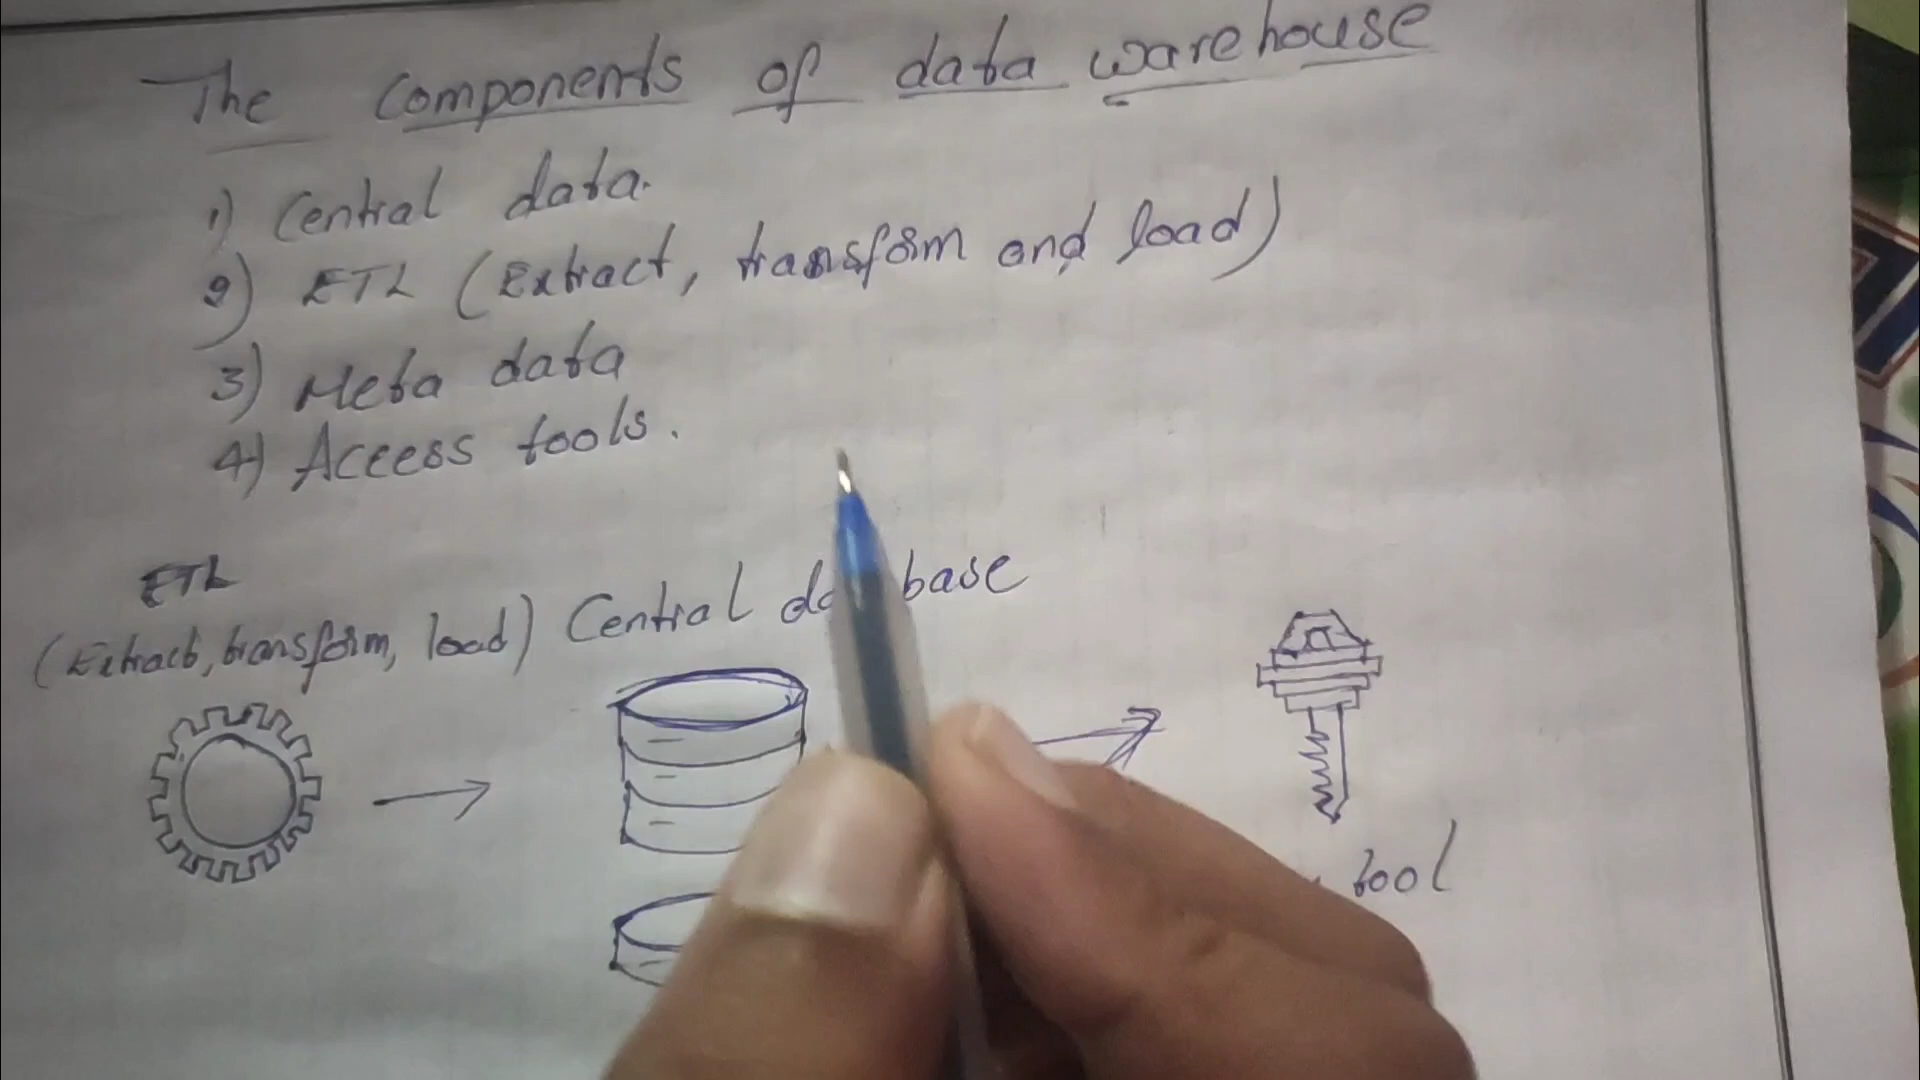 The components of data warehouse
1) Central data.
2) ETL (Extract, transform and load)
3) Meta data
4) Access tools.
ETL
(Extract, transform, load) Central base
tool